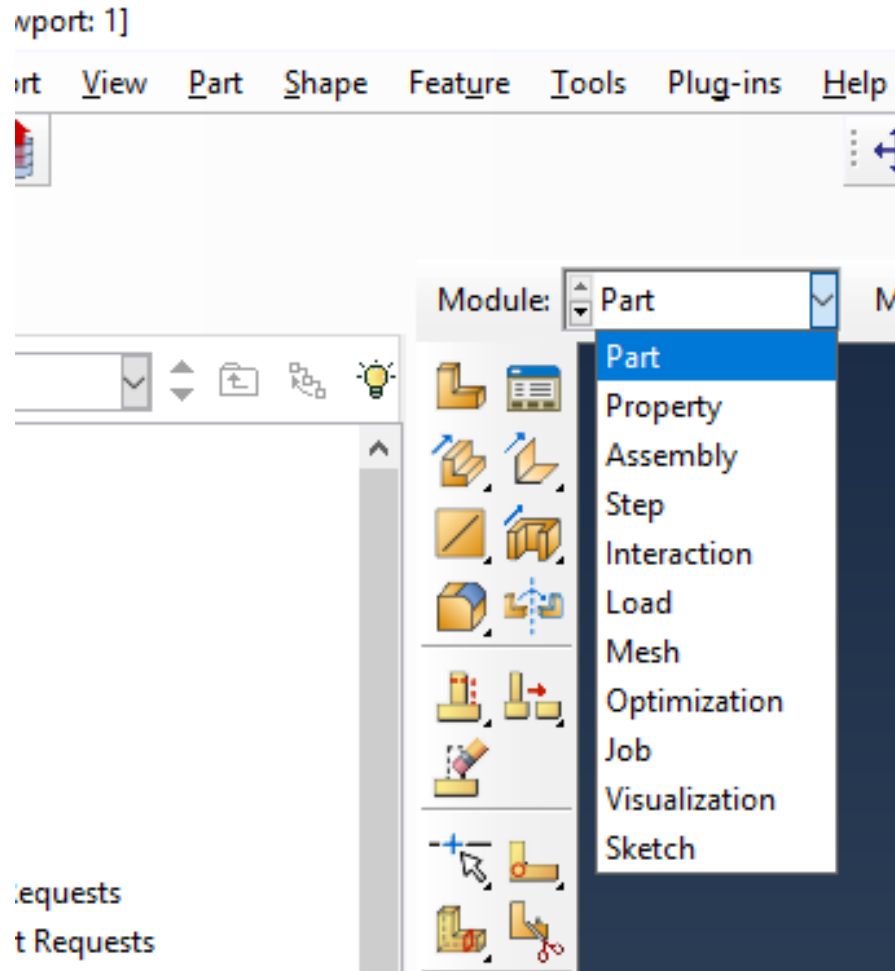 wport: 1]
ort View Part Shape Feature Tools Plug-ins Help
Module: Part M
Part
Property
Assembly
Step
Interaction
Load
Mesh
Optimization
Job
Visualization
Sketch
equests
t Requests